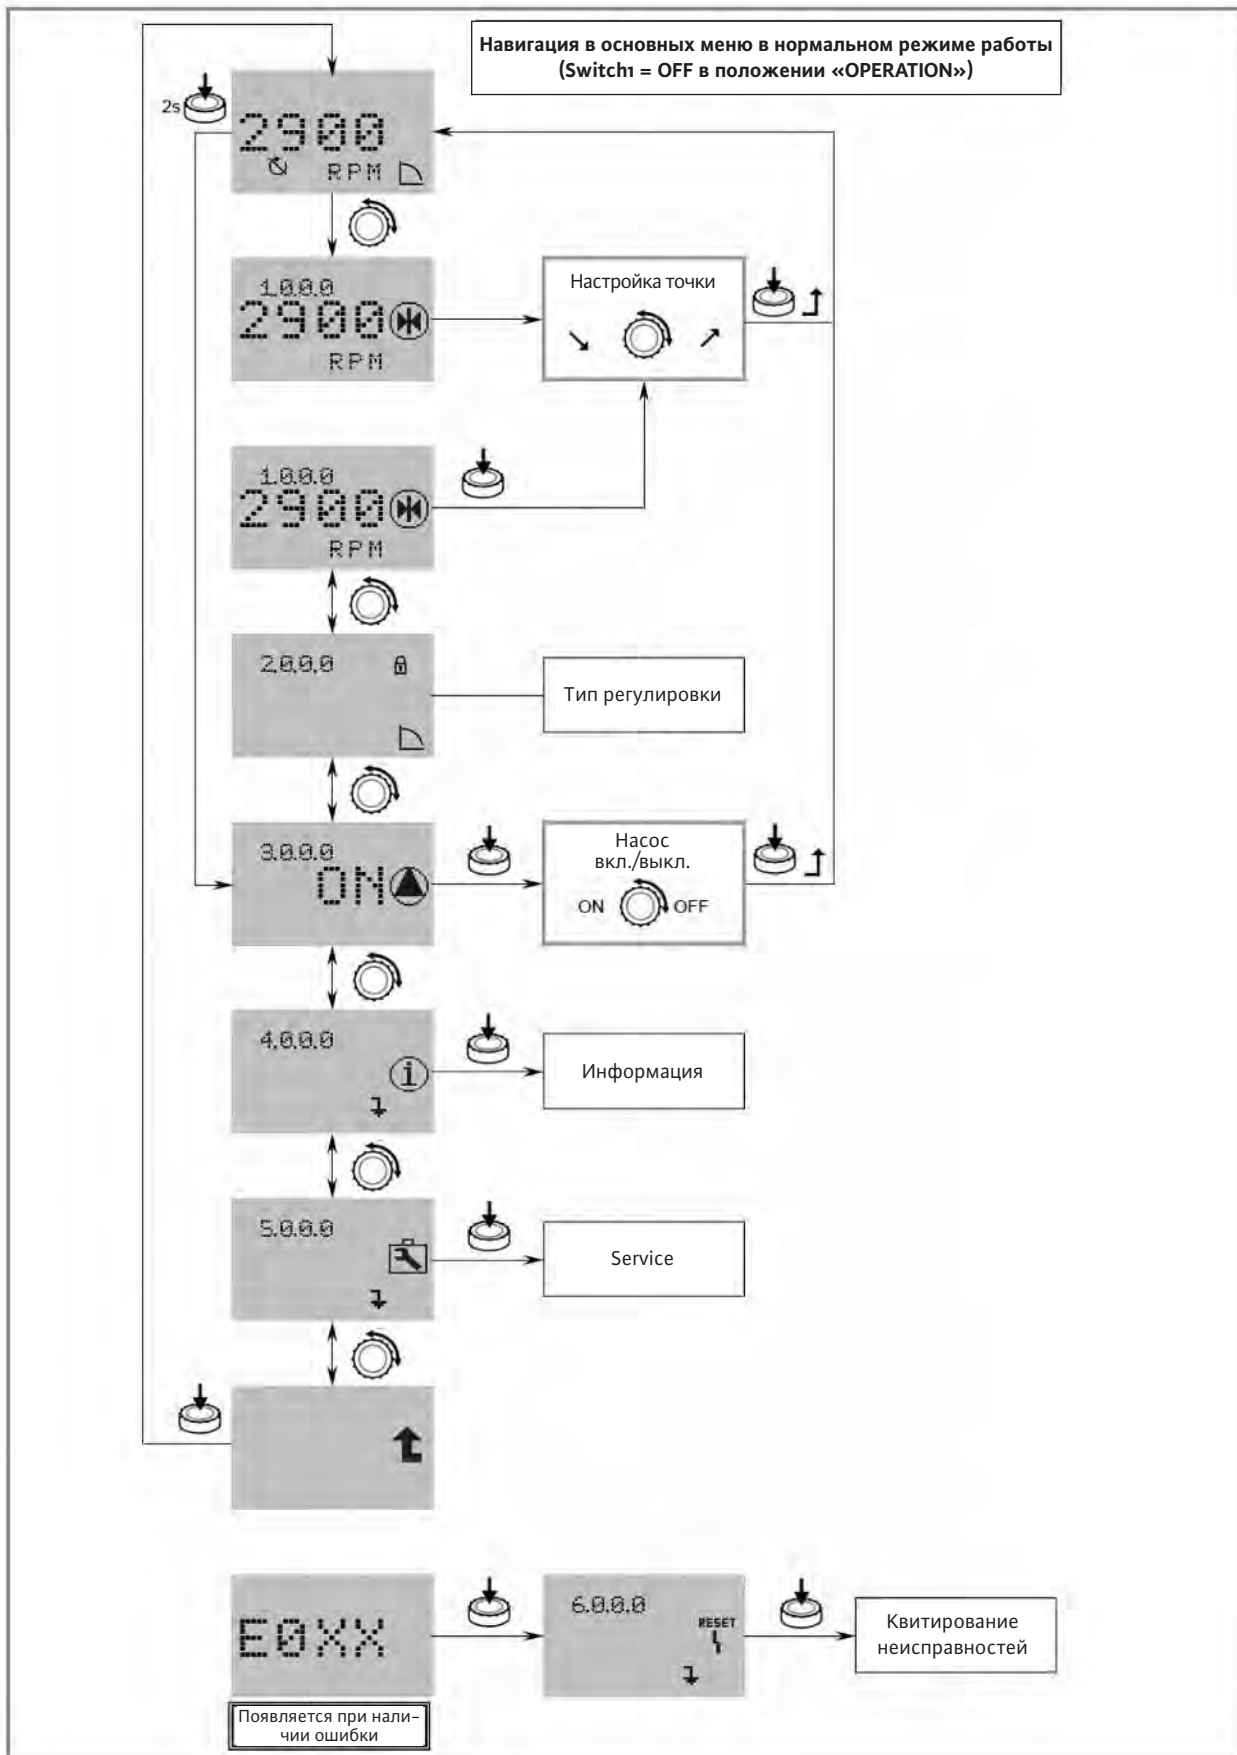 Навигация в основных меню в нормальном режиме работы
(Switch1 = OFF в положении «OPERATION»)
2s
2900
RPM
1.0.0.0
2900
RPM
Настройка точки
1.0.0.0
2900
RPM
2.0.0.0
Тип регулировки
3.0.0.0
ON
Насос
вкл./выкл.
ON OFF
4.0.0.0
i
Информация
5.0.0.0
Service
E0XX
6.0.0.0
RESET
Квитирование
неисправностей
Появляется при нали-
чии ошибки